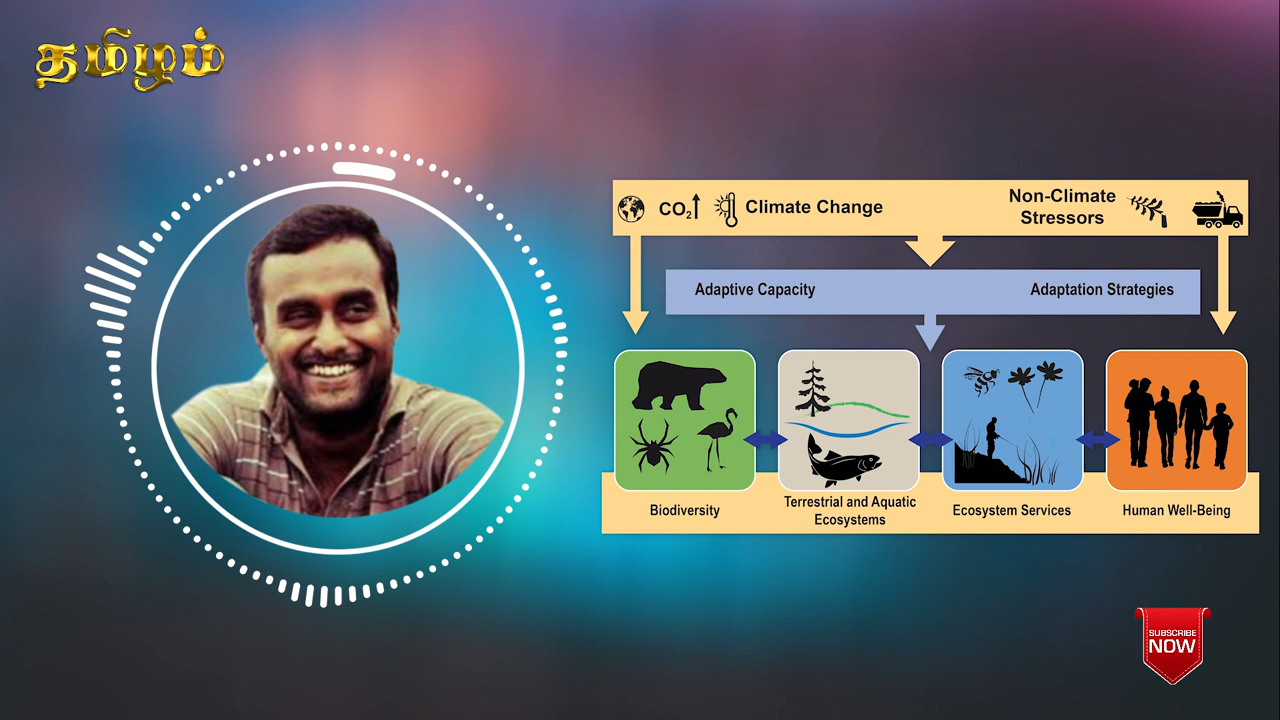 தமிழம்
CO₂ Climate Change
Non-Climate
Stressors
Adaptive Capacity
Adaptation Strategies
Biodiversity
Terrestrial and Aquatic
Ecosystems
Ecosystem Services
Human Well-Being
SUBSCRIBE
NOW